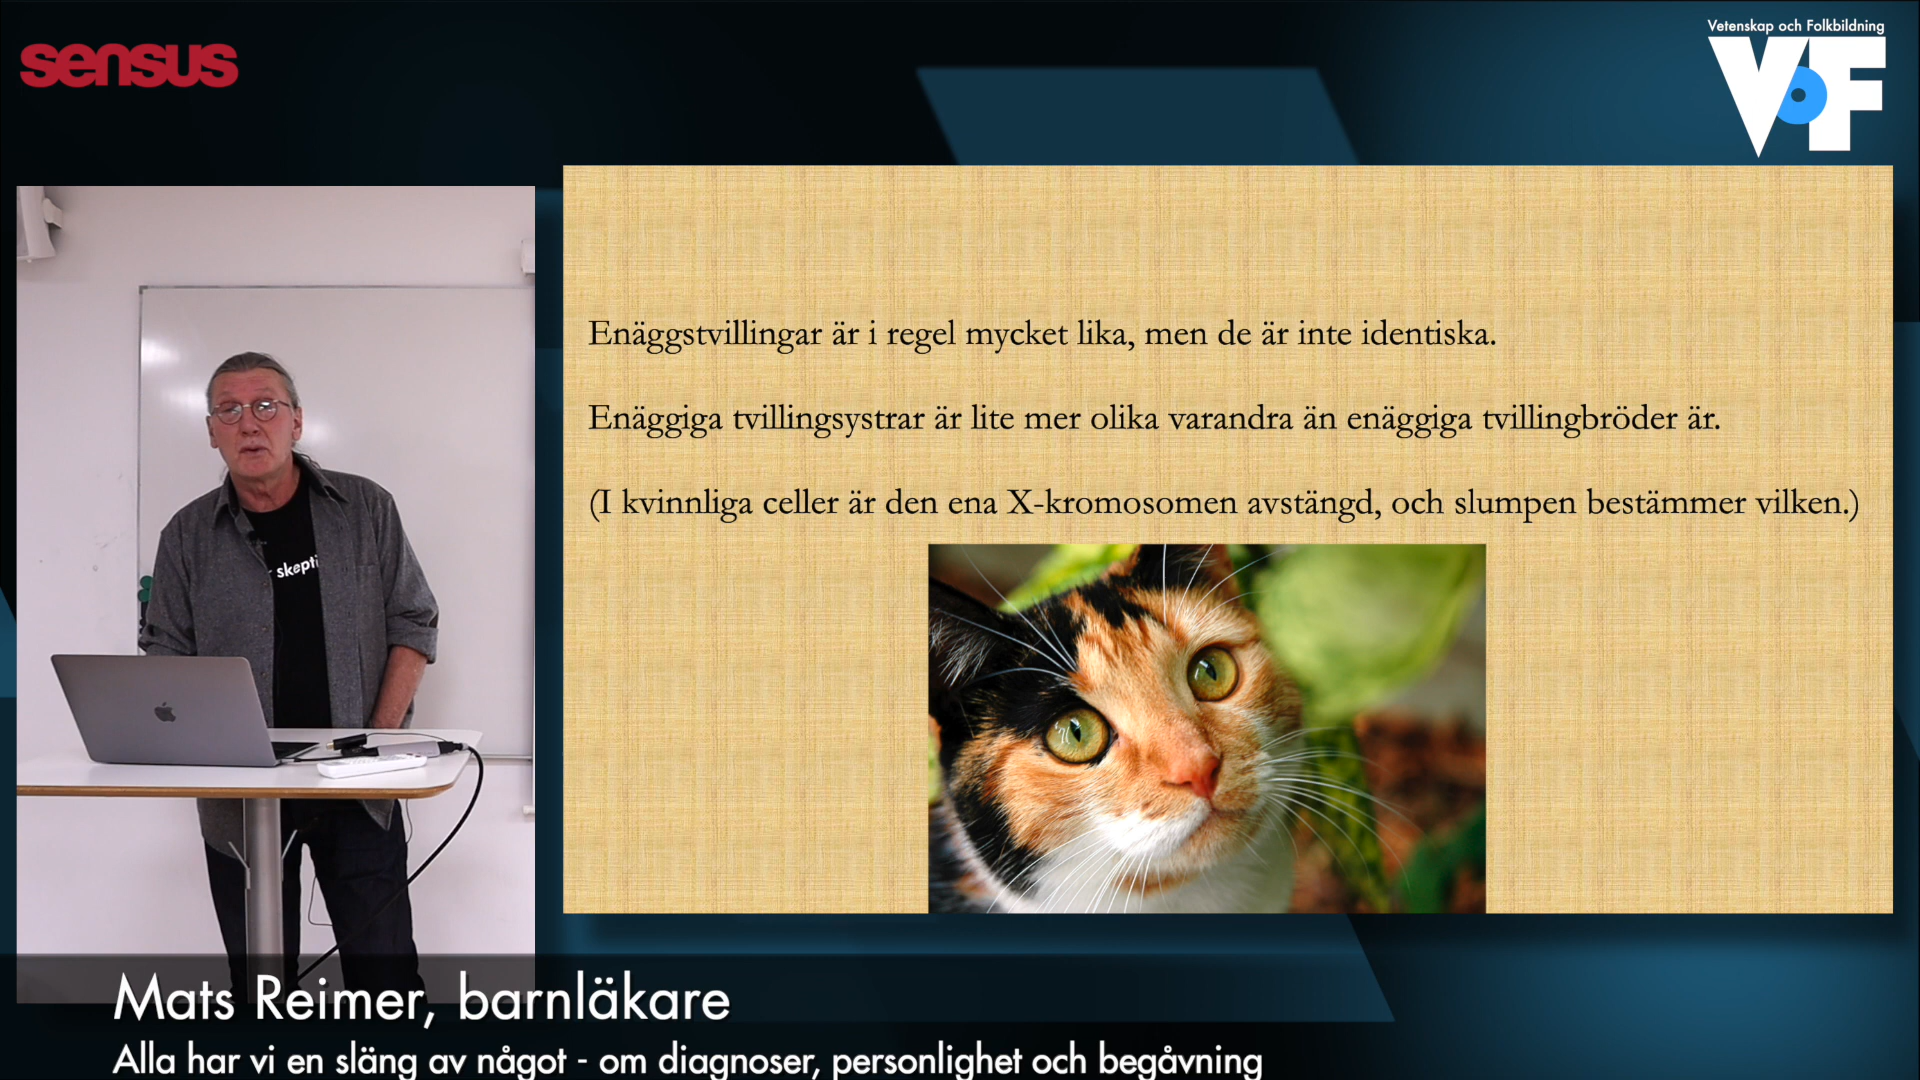 sensus
Vetenskap och Folkbildning
VoF
Enäggstvillingar är i regel mycket lika, men de är inte identiska.
Enäggiga tvillingsystrar är lite mer olika varandra än enäggiga tvillingbröder är.
(I kvinnliga celler är den ena X-kromosomen avstängd, och slumpen bestämmer vilken.)
skepti
Mats Reimer, barnläkare
Alla har vi en släng av något - om diagnoser, personlighet och begåvning